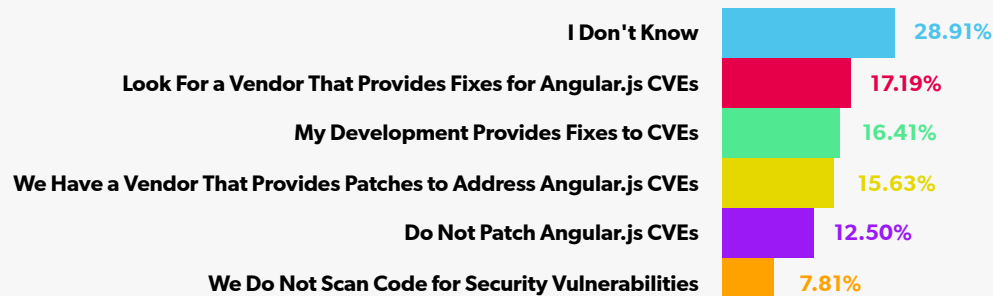 I Don't Know 28.91%
Look For a Vendor That Provides Fixes for Angular.js CVEs 17.19%
My Development Provides Fixes to CVEs 16.41%
We Have a Vendor That Provides Patches to Address Angular.js CVEs 15.63%
Do Not Patch Angular.js CVEs 12.50%
We Do Not Scan Code for Security Vulnerabilities 7.81%